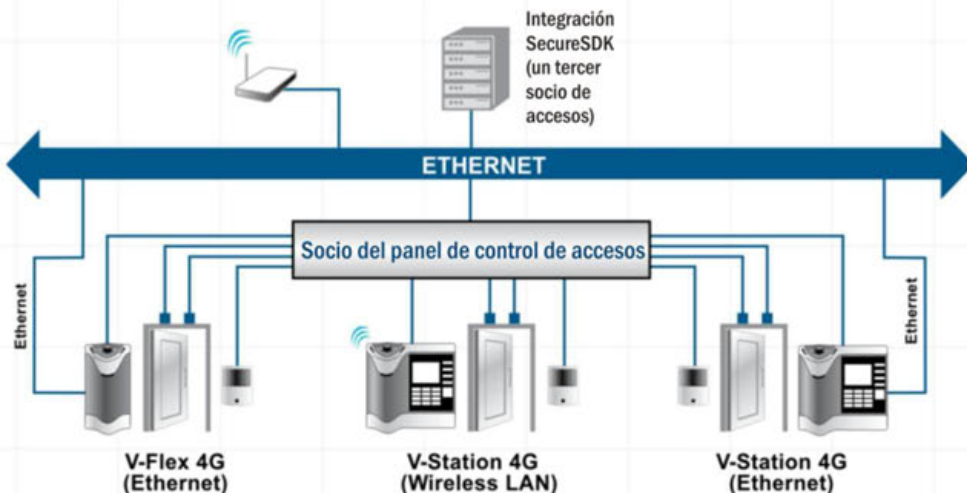 Integración
SecureSDK
(un tercer
socio de
accesos)
ETHERNET
Socio del panel de control de accesos
Ethernet
Ethernet
V-Flex 4G
(Ethernet)
V-Station 4G
(Wireless LAN)
V-Station 4G
(Ethernet)